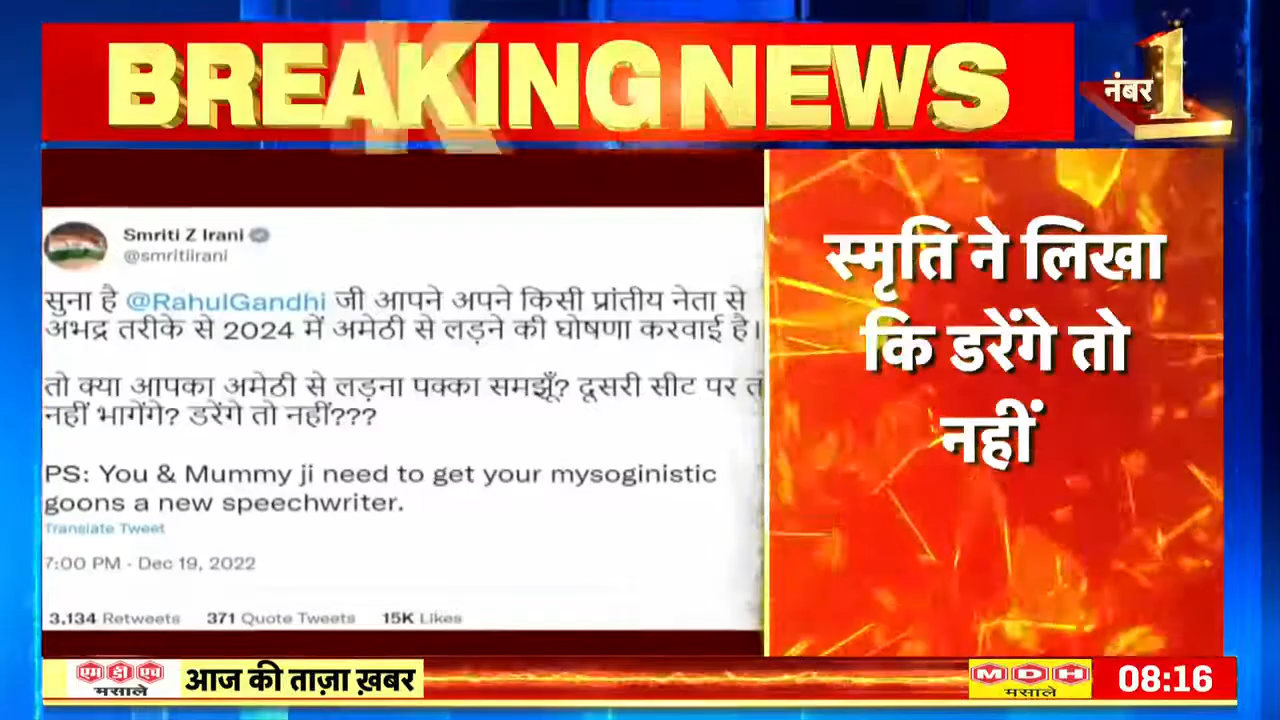 BREAKING NEWS
नंबर 1
Smriti Z Irani
@smritiirani
सुना है @RahulGandhi जी आपने अपने किसी प्रांतीय नेता से
अभद्र तरीके से 2024 में अमेठी से लड़ने की घोषणा करवाई है।
तो क्या आपका अमेठी से लड़ना पक्का समझूँ? दूसरी सीट पर
नहीं भागेंगे? डरेंगे तो नहीं???
PS: You & Mummy ji need to get your mysoginistic
goons a new speechwriter.
Translate Tweet
7:00 PM - Dec 19, 2022
3,134 Retweets 371 Quote Tweets 15K Likes
स्मृति ने लिखा
कि डरेंगे तो
नहीं
एम डी एच
मसाले
आज की ताज़ा ख़बर
MDH
मसाले
08:16